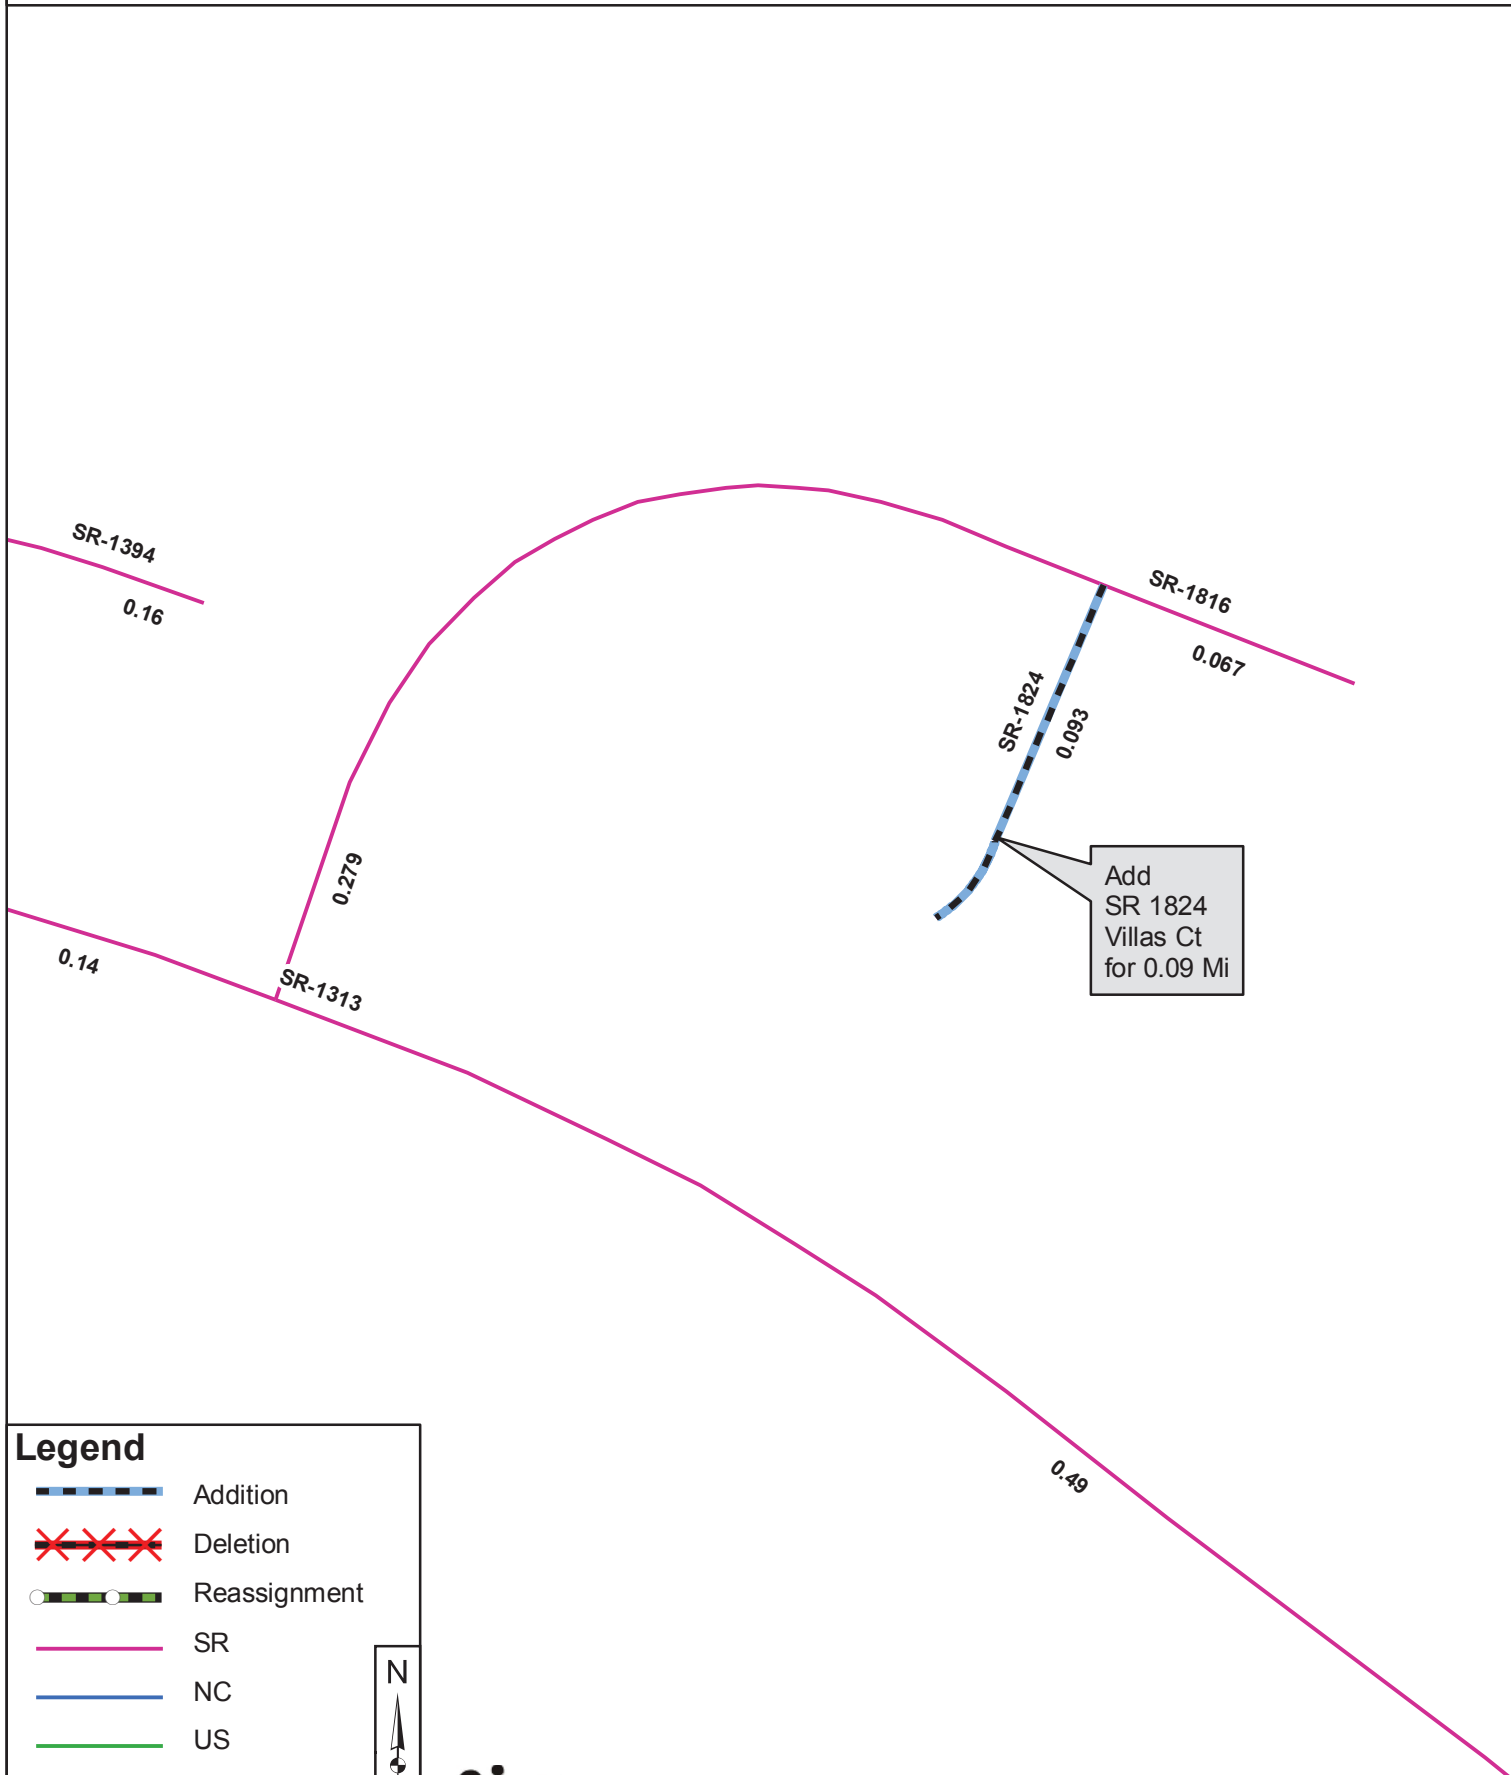 SR-1394
0.16
SR-1816
0.067
SR-1824
0.093
0.279
Add
SR 1824
Villas Ct
for 0.09 Mi
0.14
SR-1313
0.49
Legend
Addition
Deletion
Reassignment
SR
NC
US
N